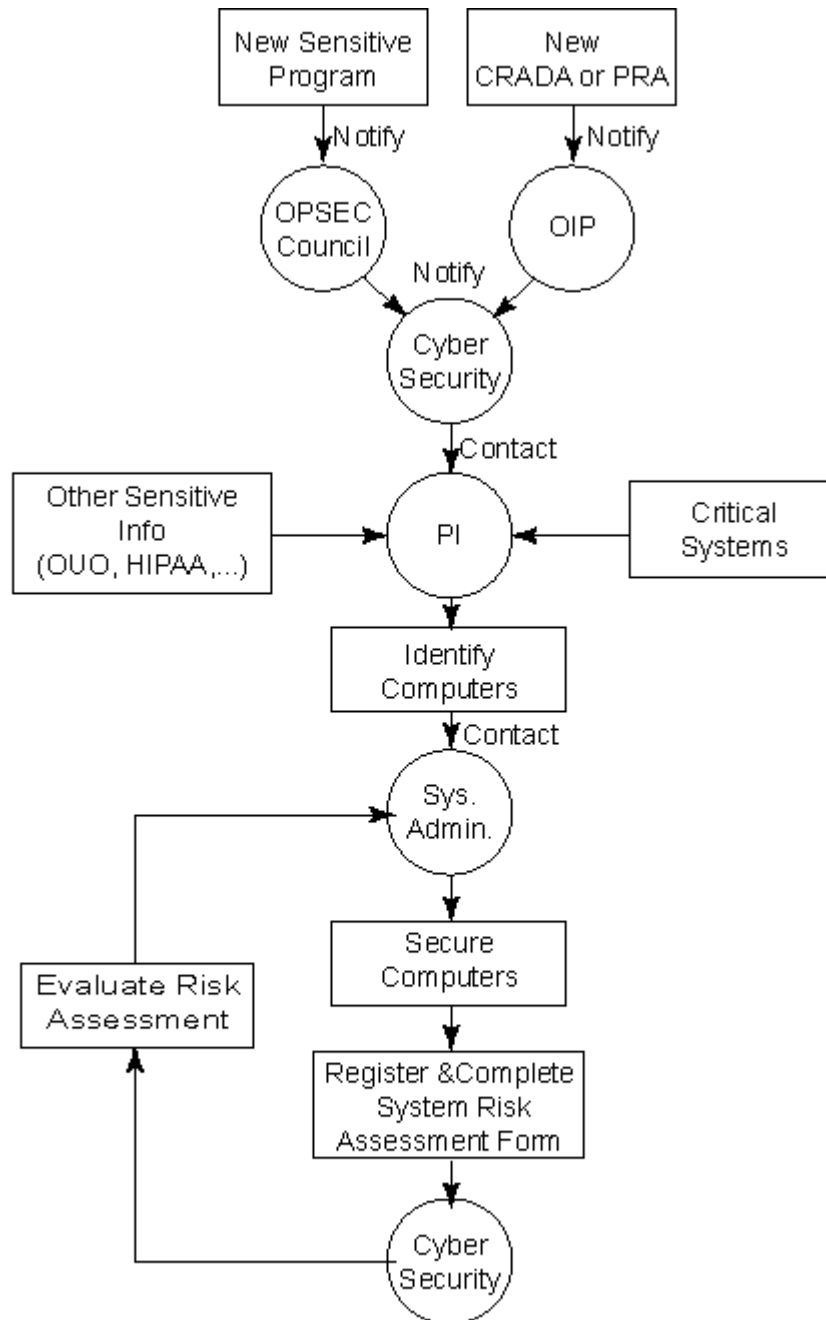 New Sensitive
Program
New
CRADA or PRA
Notify
Notify
OPSEC
Council
OIP
Notify
Cyber
Security
Contact
Other Sensitive
Info
(OUO, HIPAA,...)
PI
Critical
Systems
Identify
Computers
Contact
Sys.
Admin.
Secure
Computers
Evaluate Risk
Assessment
Register &Complete
System Risk
Assessment Form
Cyber
Security